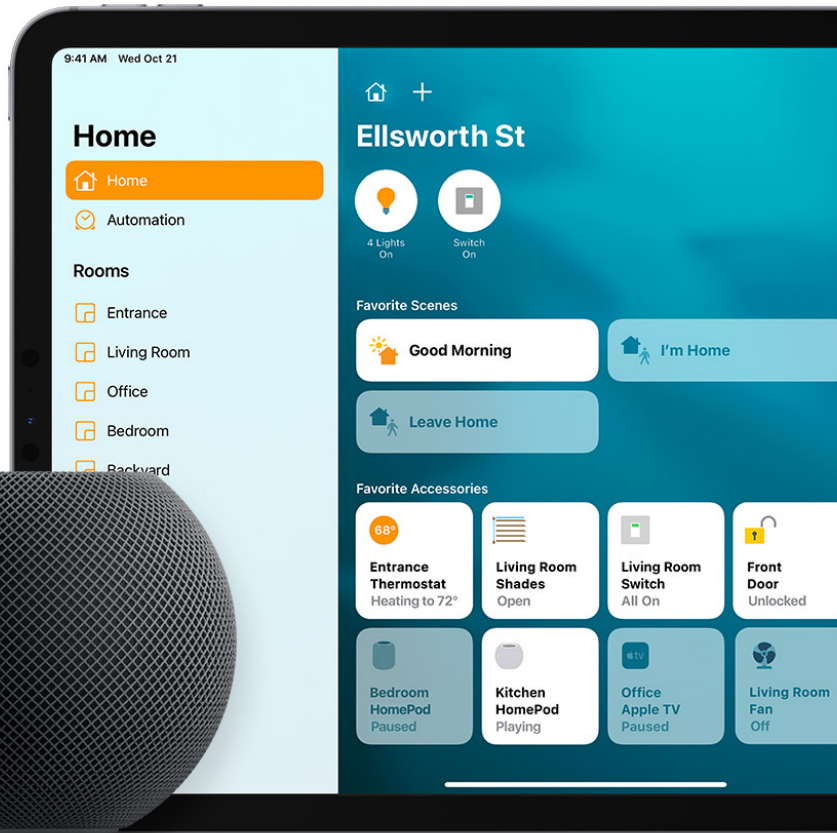 9:41 AM Wed Oct 21
Home
Home
Automation
Rooms
Entrance
Living Room
Office
Bedroom
Backyard
Ellsworth St
4 Lights
On
Switch
On
Favorite Scenes
Good Morning
I'm Home
Leave Home
Favorite Accessories
68°
Entrance
Thermostat
Heating to 72°
Living Room
Shades
Open
Living Room
Switch
All On
Front
Door
Unlocked
Bedroom
HomePod
Paused
Kitchen
HomePod
Playing
tv
Office
Apple TV
Paused
Living Room
Fan
Off